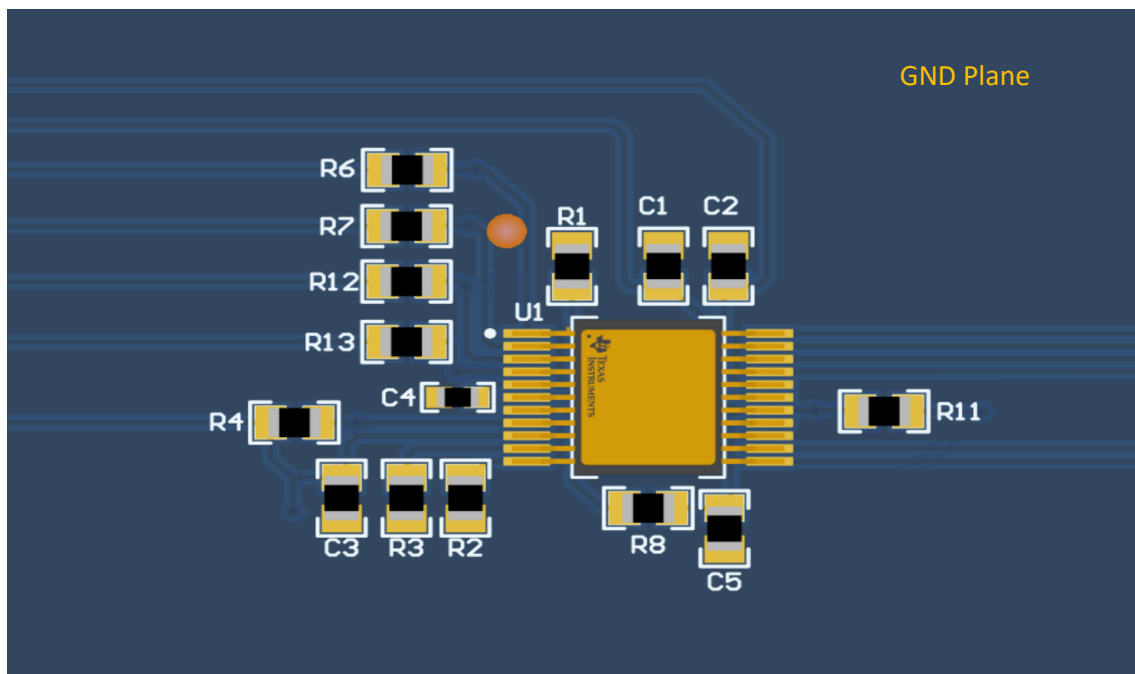 GND Plane
R6
R7
R1
C1
C2
R12
U1
R13
TEXAS
INSTRUMENTS
C4
R4
R11
C3
R3
R2
R8
C5